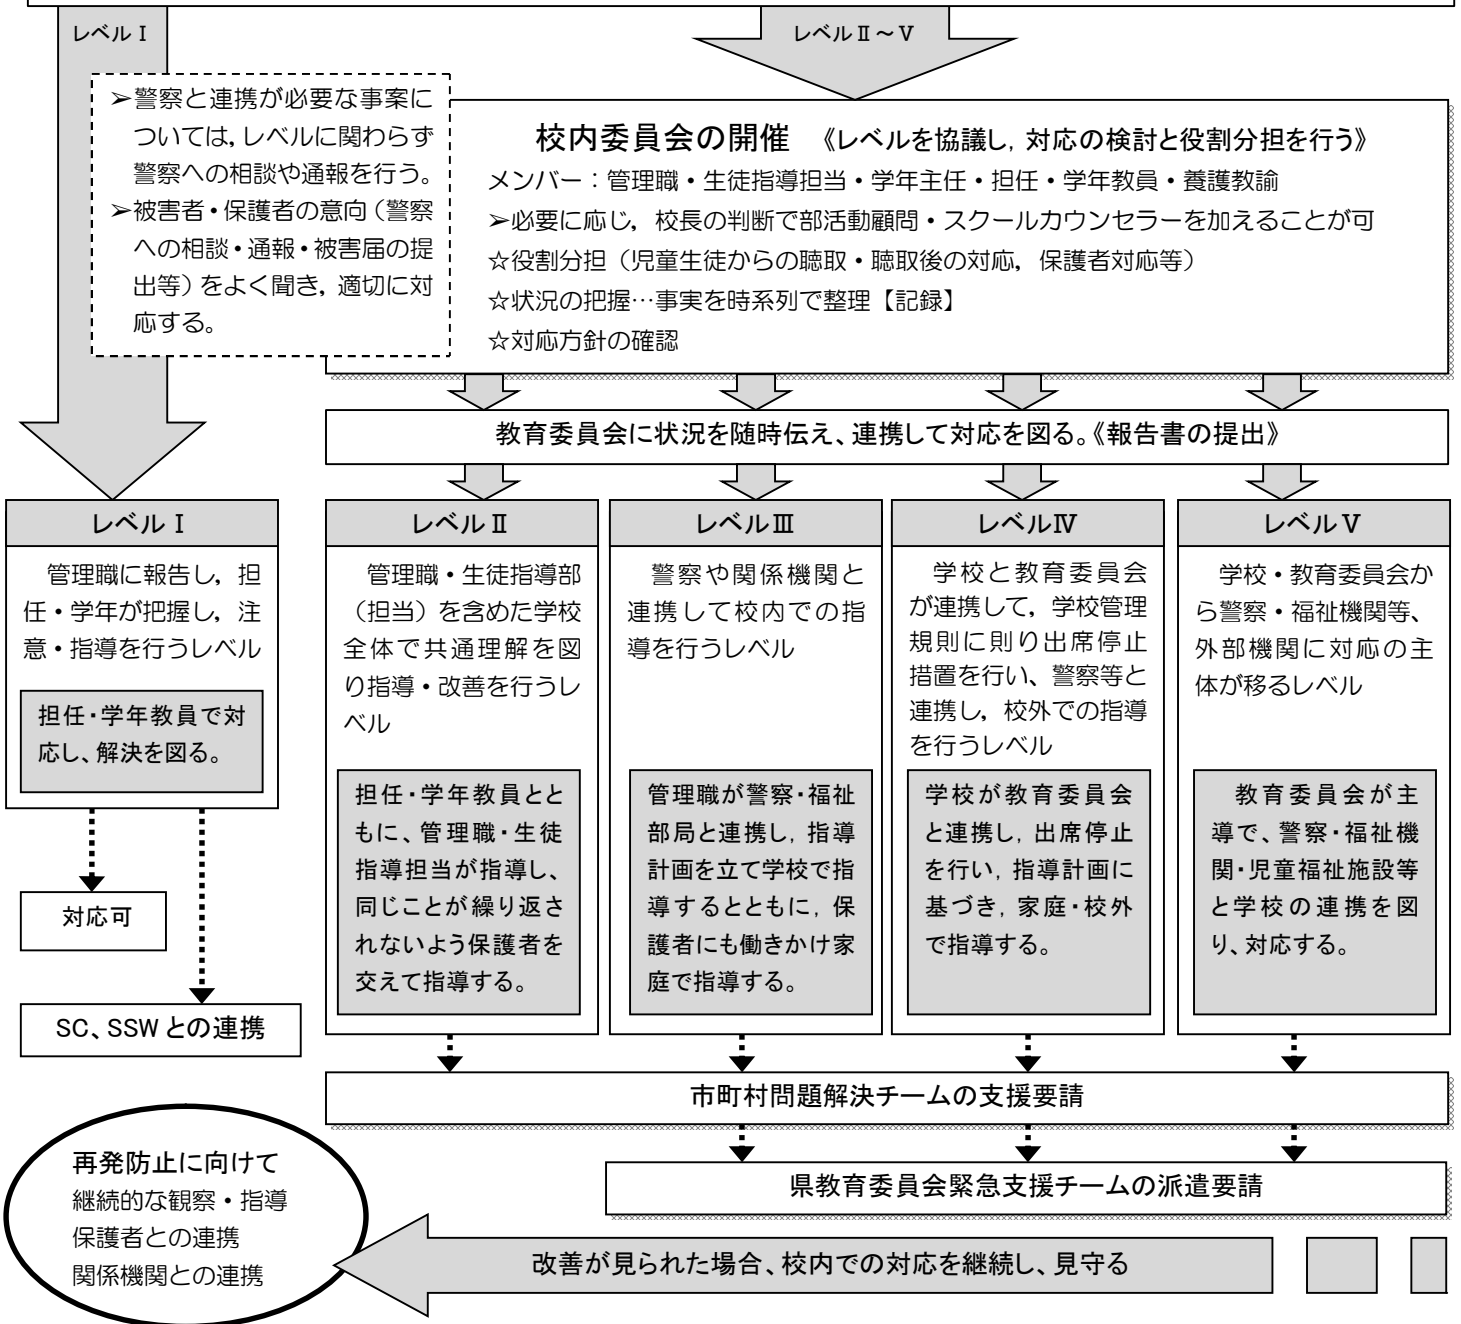 レベルⅠ
レベルⅡ～Ⅴ
➢警察と連携が必要な事案に
ついては，レベルに関わらず
警察への相談や通報を行う。
➢被害者・保護者の意向（警察
への相談・通報・被害届の提
出等）をよく聞き，適切に対
応する。
校内委員会の開催　《レベルを協議し，対応の検討と役割分担を行う》
メンバー：管理職・生徒指導担当・学年主任・担任・学年教員・養護教諭
➢必要に応じ，校長の判断で部活動顧問・スクールカウンセラーを加えることが可
☆役割分担（児童生徒からの聴取・聴取後の対応，保護者対応等）
☆状況の把握…事実を時系列で整理【記録】
☆対応方針の確認
教育委員会に状況を随時伝え、連携して対応を図る。《報告書の提出》
レベルⅠ
管理職に報告し，担
任・学年が把握し，注
意・指導を行うレベル
担任・学年教員で対
応し、解決を図る。
対応可
SC、SSWとの連携
レベルⅡ
管理職・生徒指導部
（担当）を含めた学校
全体で共通理解を図
り指導・改善を行うレ
ベル
担任・学年教員とと
もに、管理職・生徒
指導担当が指導し、
同じことが繰り返さ
れないよう保護者を
交えて指導する。
レベルⅢ
警察や関係機関と
連携して校内での指
導を行うレベル
管理職が警察・福祉
部局と連携し，指導
計画を立て学校で指
導するとともに，保
護者にも働きかけ家
庭で指導する。
レベルⅣ
学校と教育委員会
が連携して，学校管理
規則に則り出席停止
措置を行い、警察等と
連携し，校外での指導
を行うレベル
学校が教育委員会
と連携し，出席停止
を行い，指導計画に
基づき，家庭・校外
で指導する。
レベルⅤ
学校・教育委員会か
ら警察・福祉機関等、
外部機関に対応の主
体が移るレベル
教育委員会が主
導で、警察・福祉機
関・児童福祉施設等
と学校の連携を図
り、対応する。
市町村問題解決チームの支援要請
県教育委員会緊急支援チームの派遣要請
改善が見られた場合、校内での対応を継続し、見守る
再発防止に向けて
継続的な観察・指導
保護者との連携
関係機関との連携